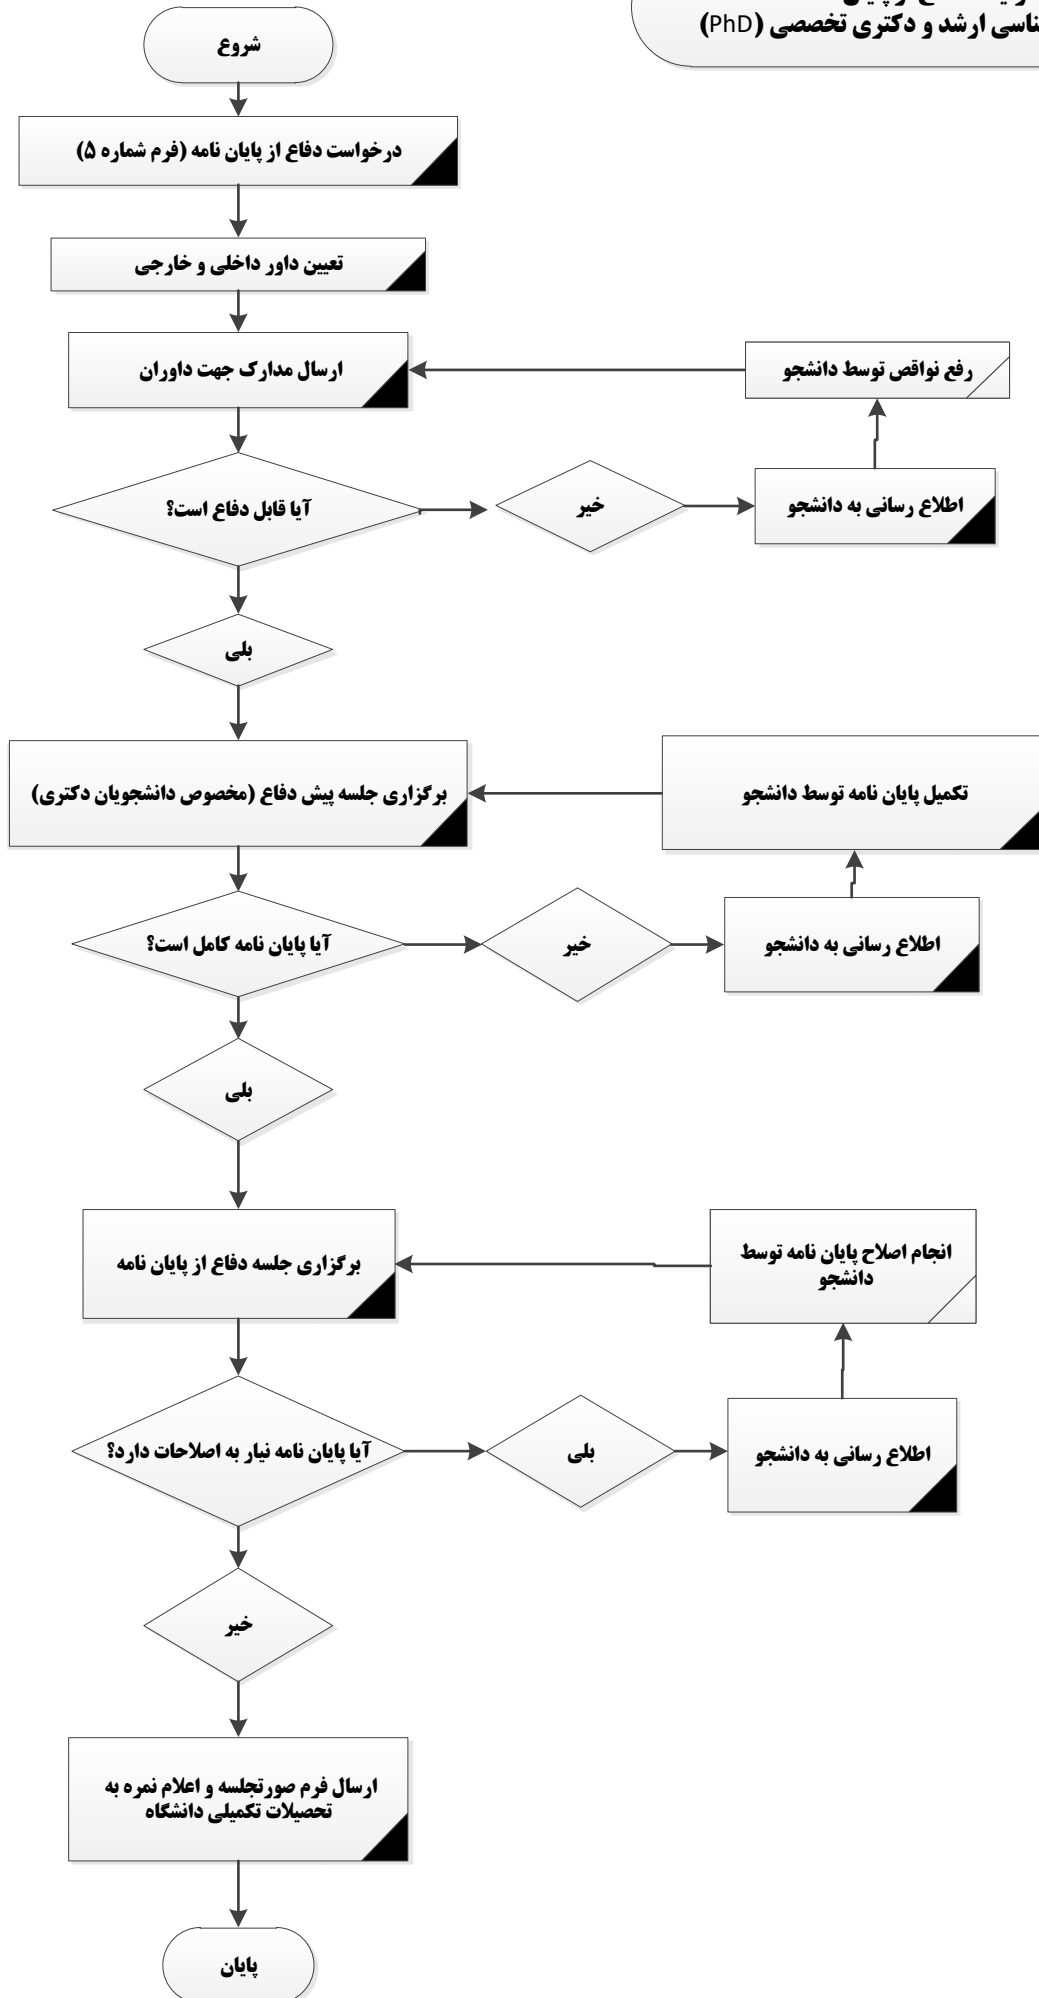 ناسی ارشد و دکتری تخصصی (PhD)
شروع
درخواست دفاع از پایان نامه (فرم شماره ۵)
تعیین داور داخلی و خارجی
ارسال مدارک جهت داوران
رفع نواقص توسط دانشجو
آیا قابل دفاع است؟
خیر
اطلاع رسانی به دانشجو
بلی
برگزاری جلسه پیش دفاع (مخصوص دانشجویان دکتری)
تکمیل پایان نامه توسط دانشجو
آیا پایان نامه کامل است؟
خیر
اطلاع رسانی به دانشجو
بلی
برگزاری جلسه دفاع از پایان نامه
انجام اصلاح پایان نامه توسط
دانشجو
آیا پایان نامه نیار به اصلاحات دارد؟
بلی
اطلاع رسانی به دانشجو
خیر
ارسال فرم صورتجلسه و اعلام نمره به
تحصیلات تکمیلی دانشگاه
پایان